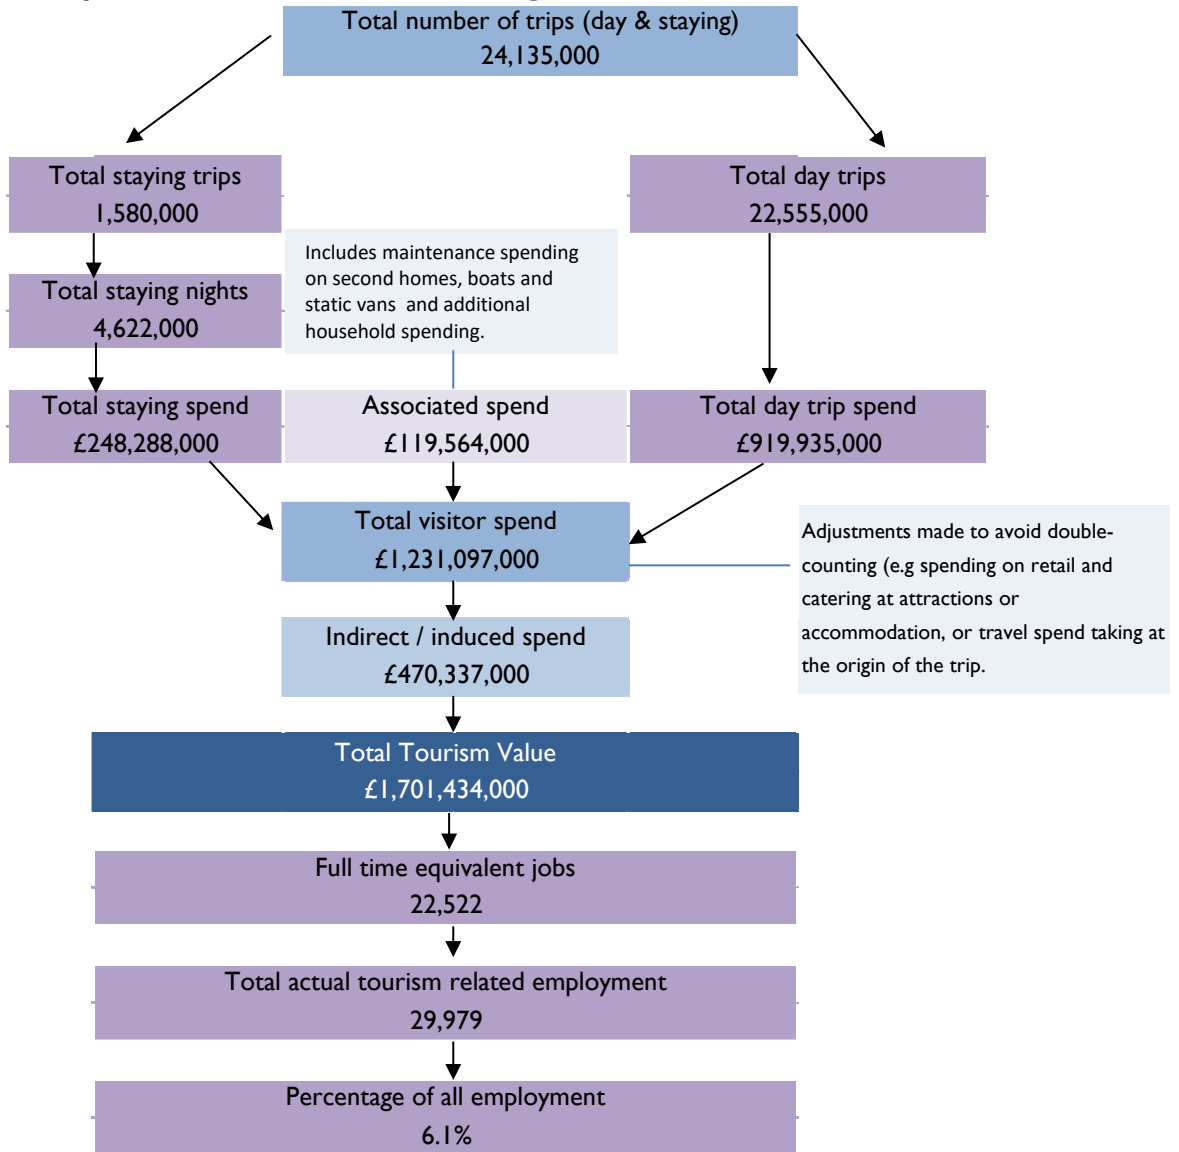 Total number of trips (day & staying)
24,135,000
Total staying trips
1,580,000
Total day trips
22,555,000
Includes maintenance spending
on second homes, boats and
static vans and additional
household spending.
Total staying nights
4,622,000
Total staying spend
£248,288,000
Associated spend
£119,564,000
Total day trip spend
£919,935,000
Total visitor spend
£1,231,097,000
Adjustments made to avoid double-
counting (e.g spending on retail and
catering at attractions or
accommodation, or travel spend taking at
the origin of the trip.
Indirect / induced spend
£470,337,000
Total Tourism Value
£1,701,434,000
Full time equivalent jobs
22,522
Total actual tourism related employment
29,979
Percentage of all employment
6.1%